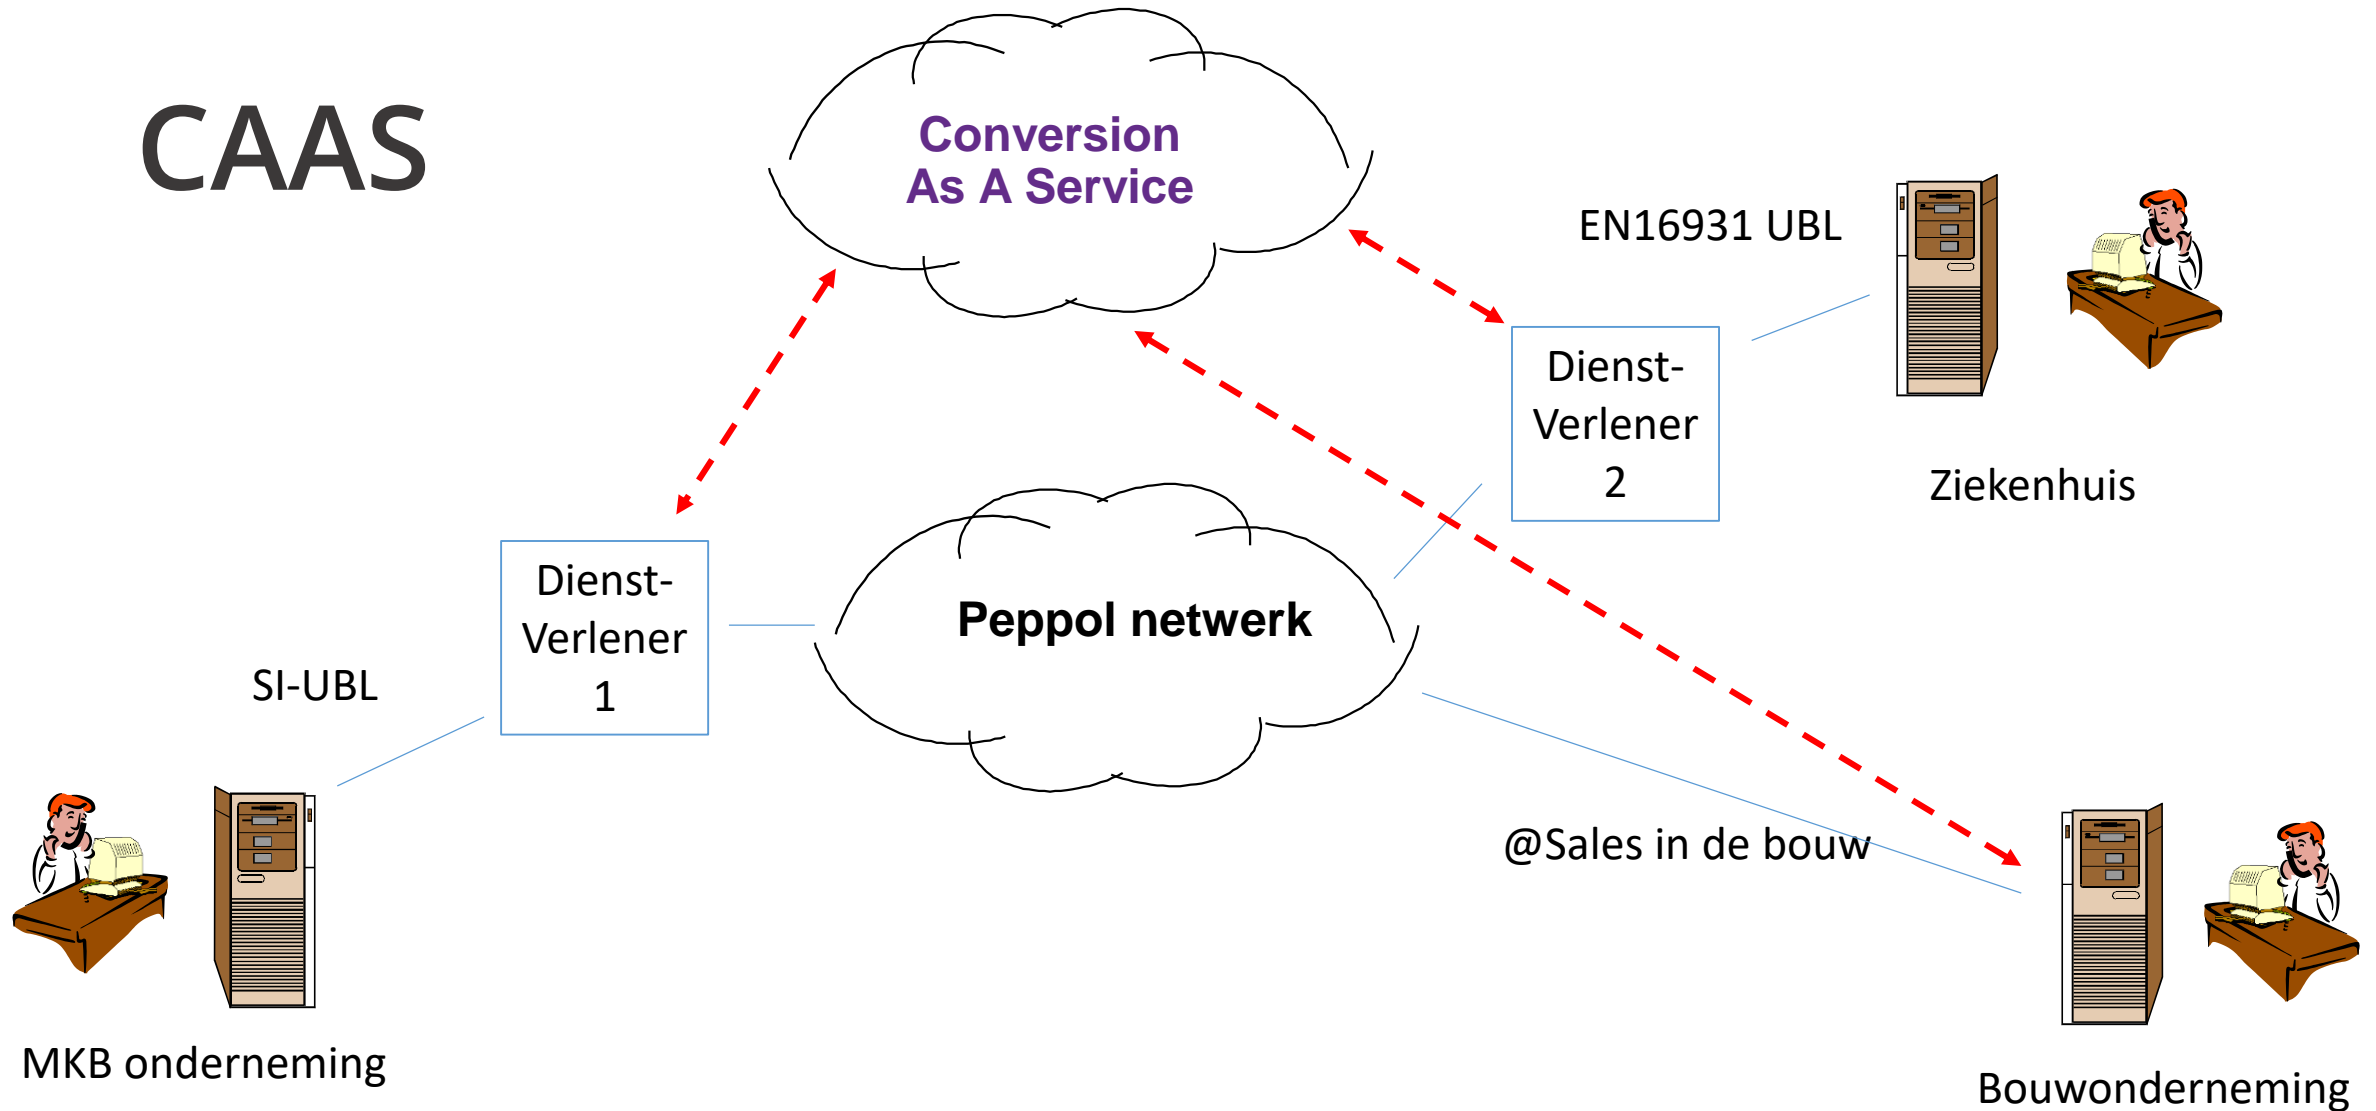 CAAS
Conversion
As A Service
EN16931 UBL
Dienst-
Verlener
2
Ziekenhuis
Dienst-
Verlener
1
Peppol netwerk
SI-UBL
@Sales in de bouw
MKB onderneming
Bouwonderneming